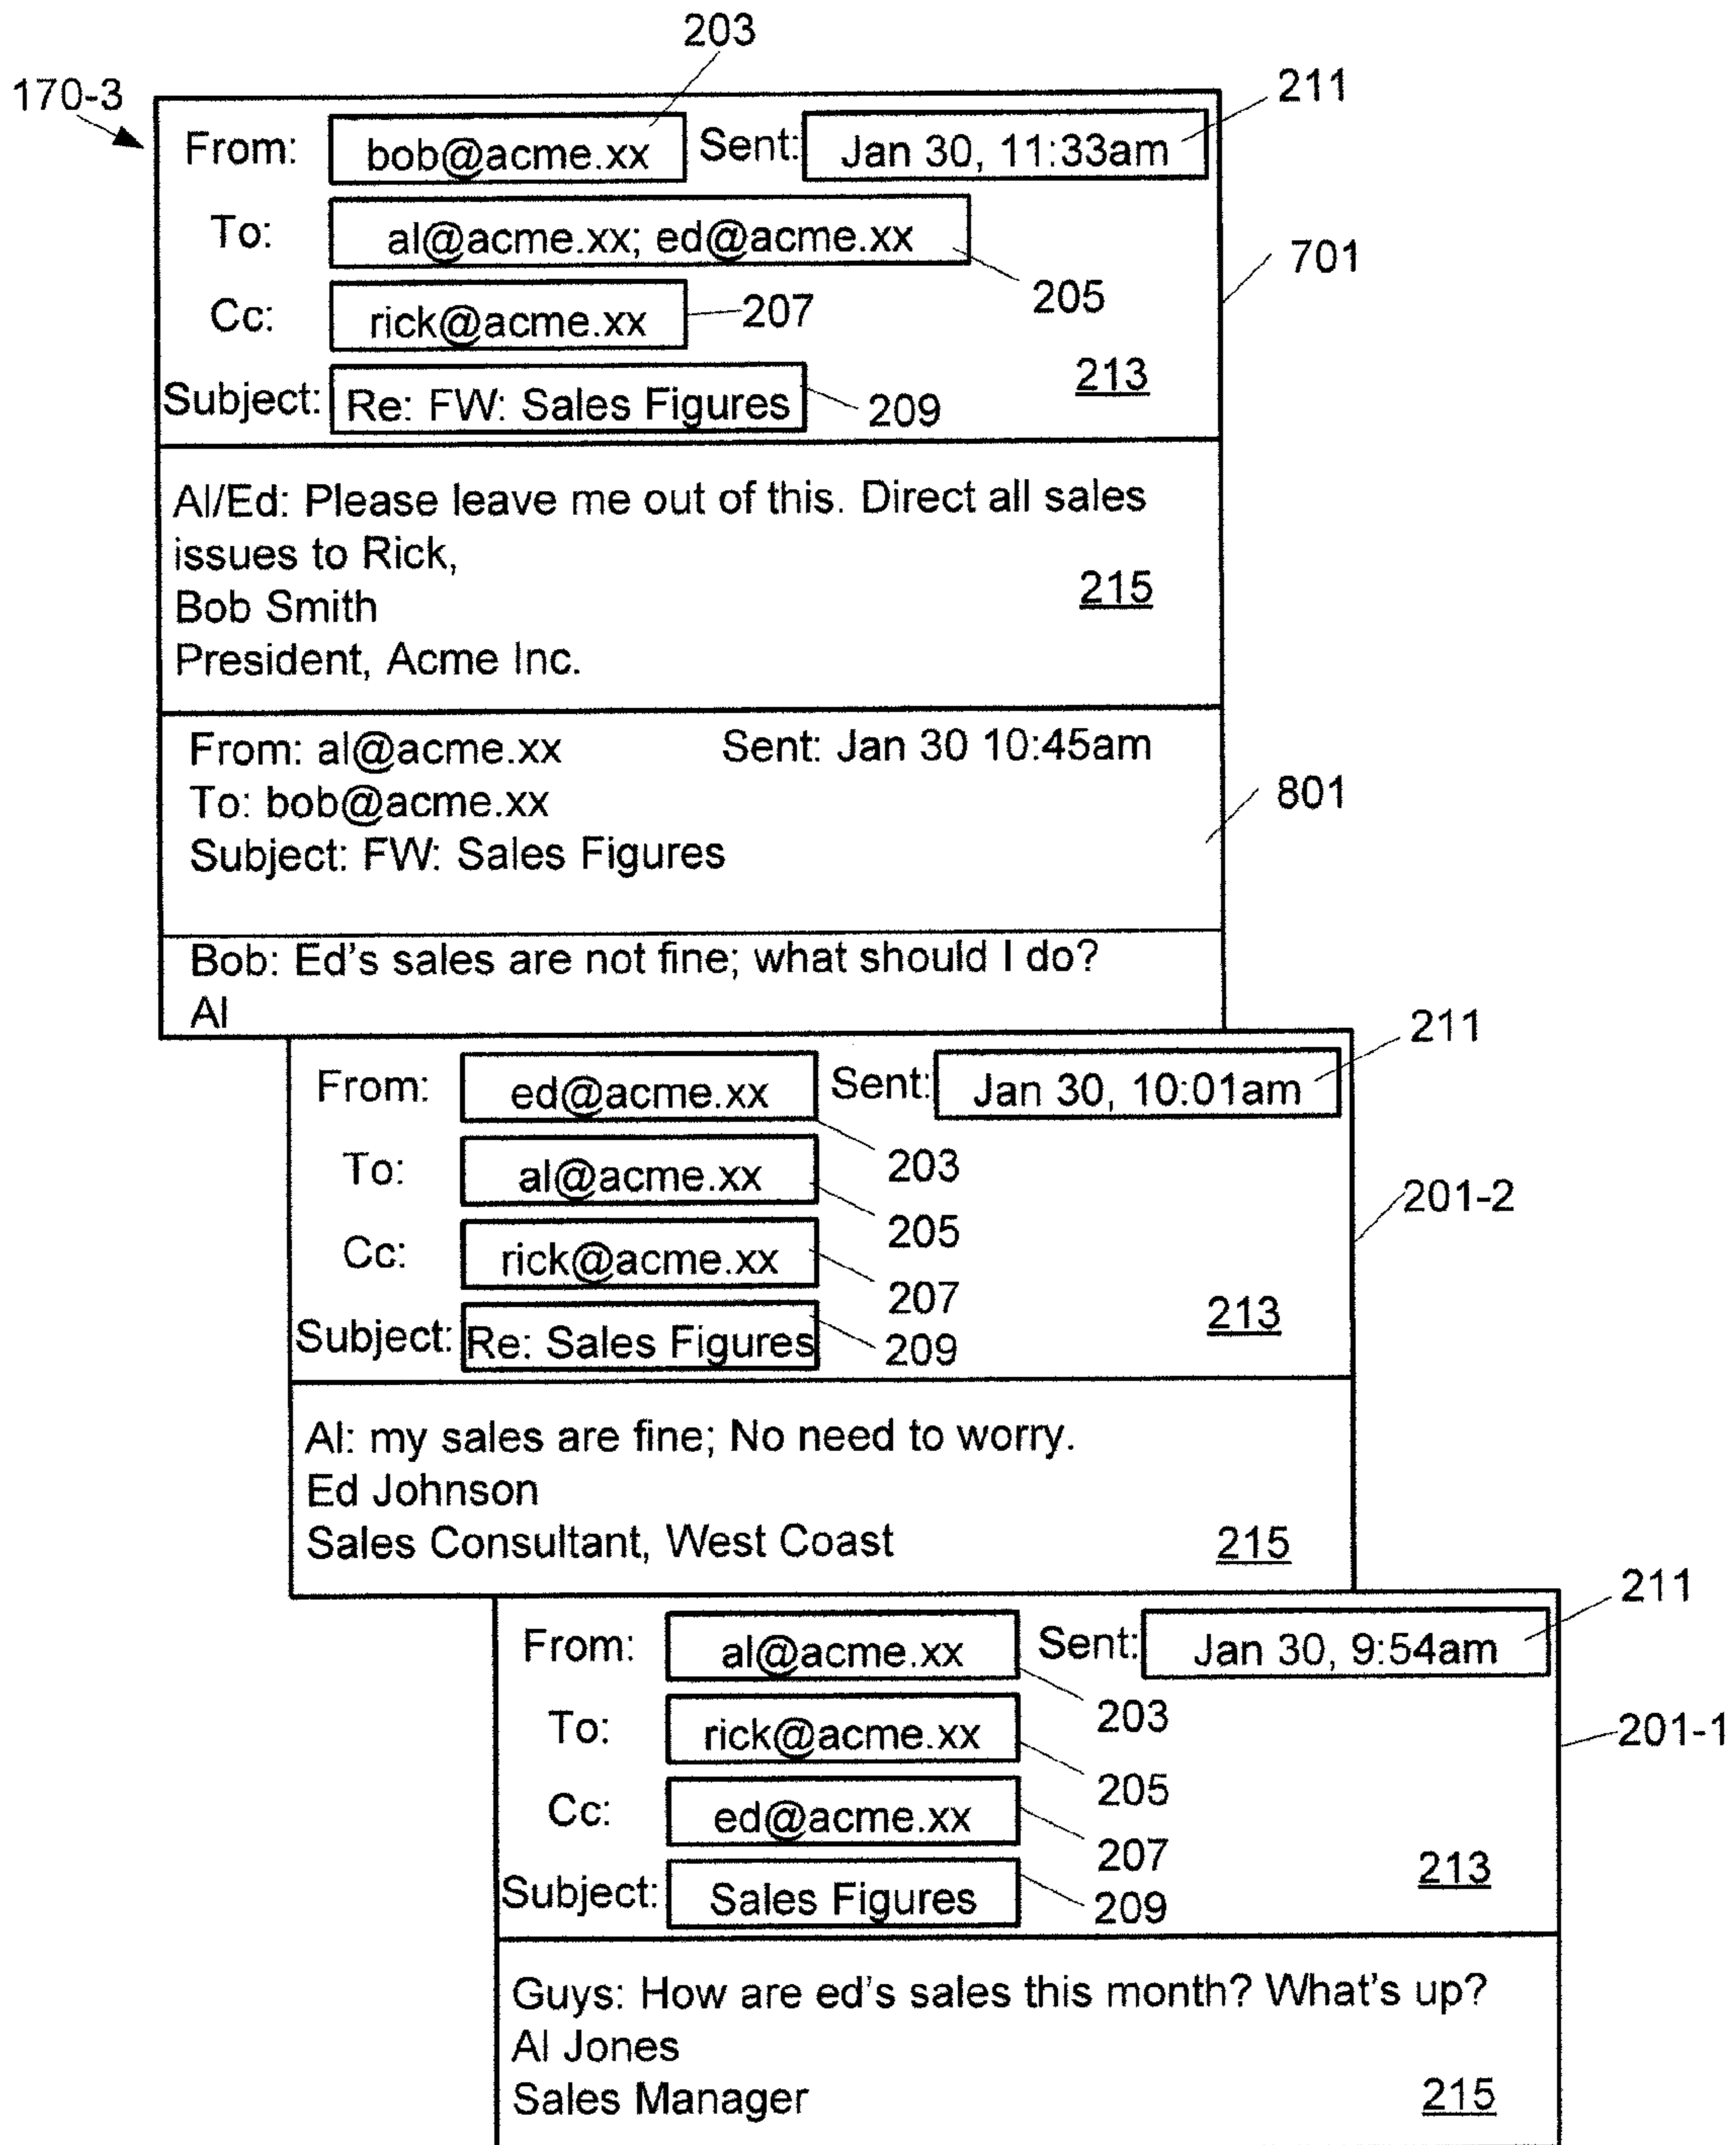 203
170-3
211
From: bob@acme.xx Sent: Jan 30, 11:33am
To: al@acme.xx; ed@acme.xx
701
205
Cc: rick@acme.xx 207
213
Subject: Re: FW: Sales Figures 209
Al/Ed: Please leave me out of this. Direct all sales
issues to Rick,
215
Bob Smith
President, Acme Inc.
From: al@acme.xx Sent: Jan 30 10:45am
To: bob@acme.xx
801
Subject: FW: Sales Figures
Bob: Ed's sales are not fine; what should I do?
Al
211
From: ed@acme.xx Sent: Jan 30, 10:01am
203
To: al@acme.xx
201-2
205
Cc: rick@acme.xx
207
213
Subject: Re: Sales Figures 209
Al: my sales are fine; No need to worry.
Ed Johnson
Sales Consultant, West Coast 215
211
From: al@acme.xx Sent: Jan 30, 9:54am
203
To: rick@acme.xx
201-1
205
Cc: ed@acme.xx
207
213
Subject: Sales Figures 209
Guys: How are ed's sales this month? What's up?
Al Jones
Sales Manager 215